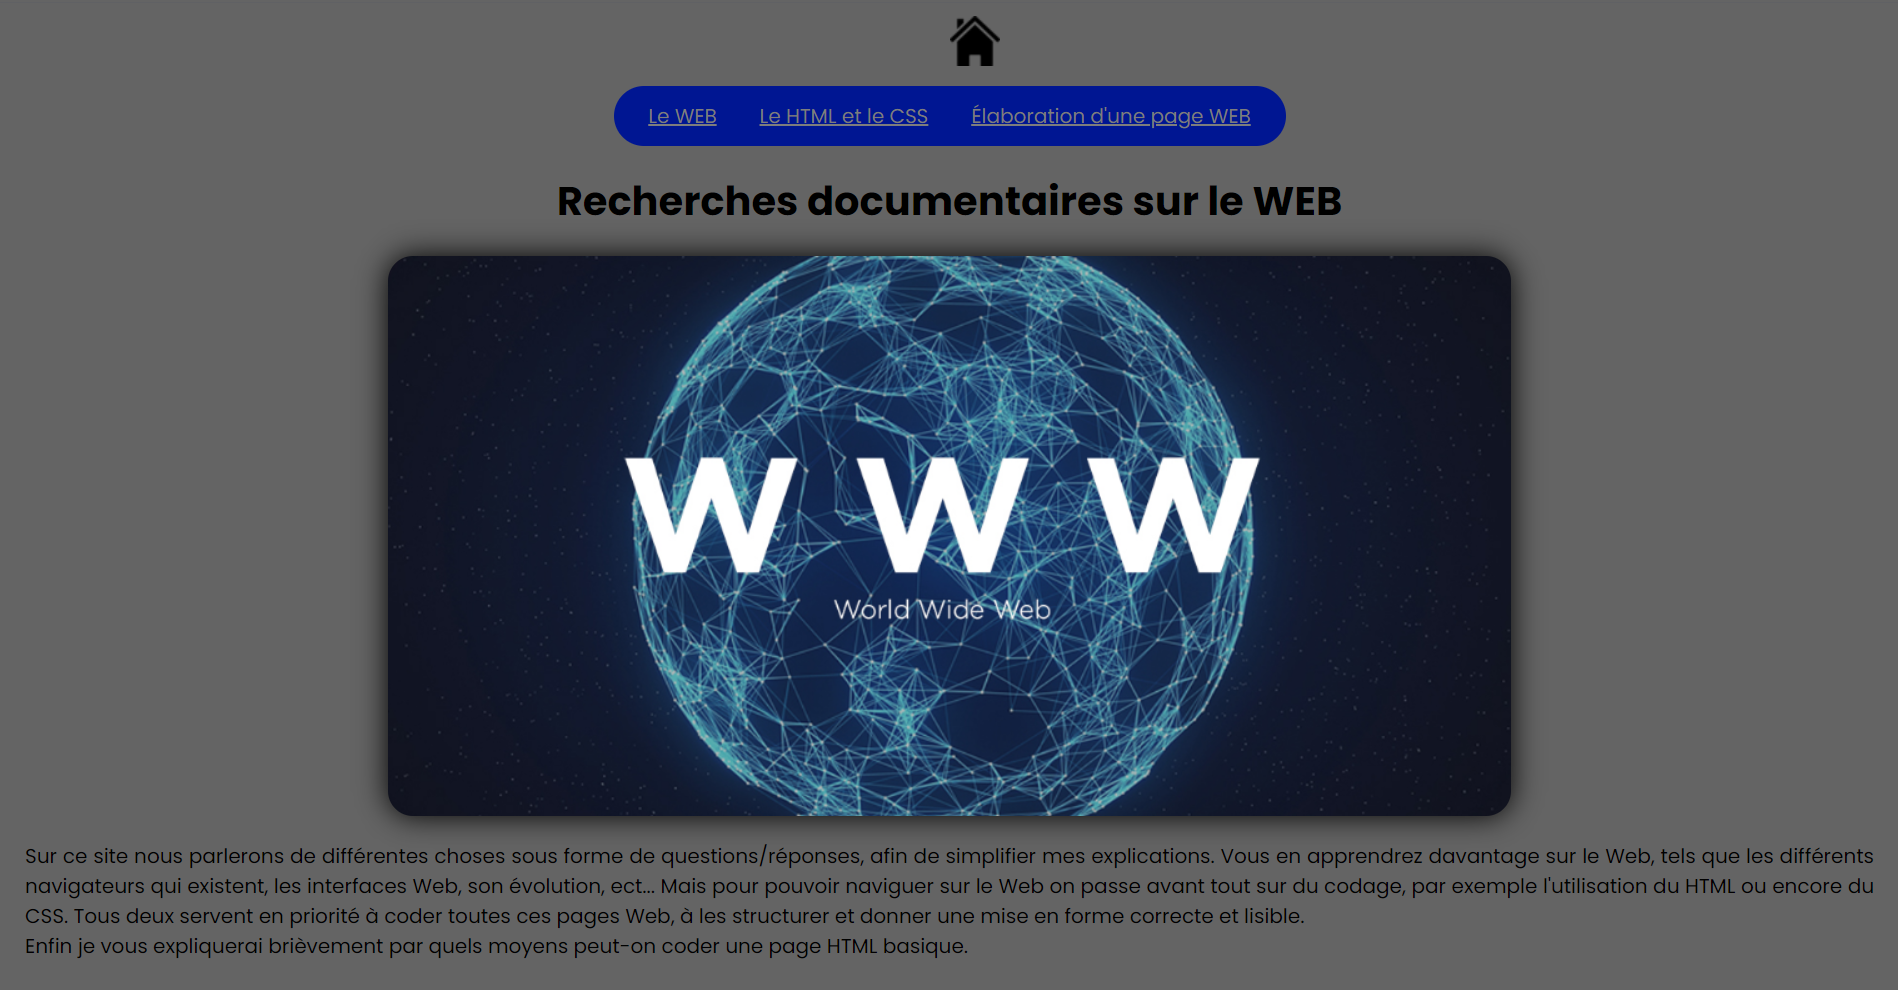 Le WEB Le HTML et le CSS Élaboration d'une page WEB
Recherches documentaires sur le WEB
W W W
World Wide Web
Sur ce site nous parlerons de différentes choses sous forme de questions/réponses, afin de simplifier mes explications. Vous en apprendrez davantage sur le Web, tels que les différents
navigateurs qui existent, les interfaces Web, son évolution, ect... Mais pour pouvoir naviguer sur le Web on passe avant tout sur du codage, par exemple l'utilisation du HTML ou encore du
CSS. Tous deux servent en priorité à coder toutes ces pages Web, à les structurer et donner une mise en forme correcte et lisible.
Enfin je vous expliquerai brièvement par quels moyens peut-on coder une page HTML basique.